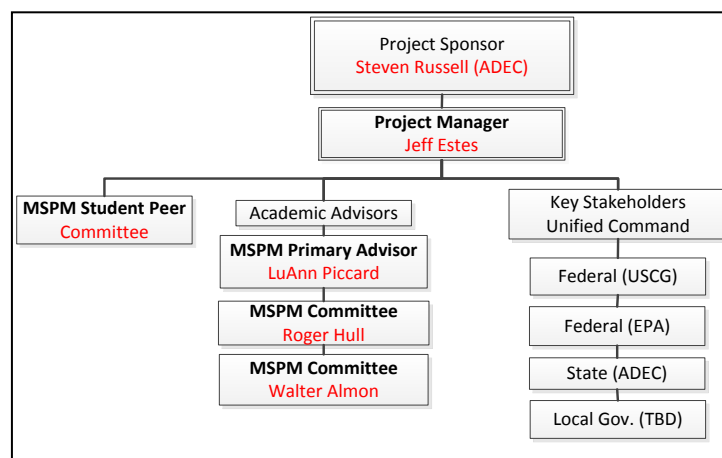 Project Sponsor
Steven Russell (ADEC)
Project Manager
Jeff Estes
MSPM Student Peer
Committee
Academic Advisors
MSPM Primary Advisor
LuAnn Piccard
MSPM Committee
Roger Hull
MSPM Committee
Walter Almon
Key Stakeholders
Unified Command
Federal (USCG)
Federal (EPA)
State (ADEC)
Local Gov. (TBD)